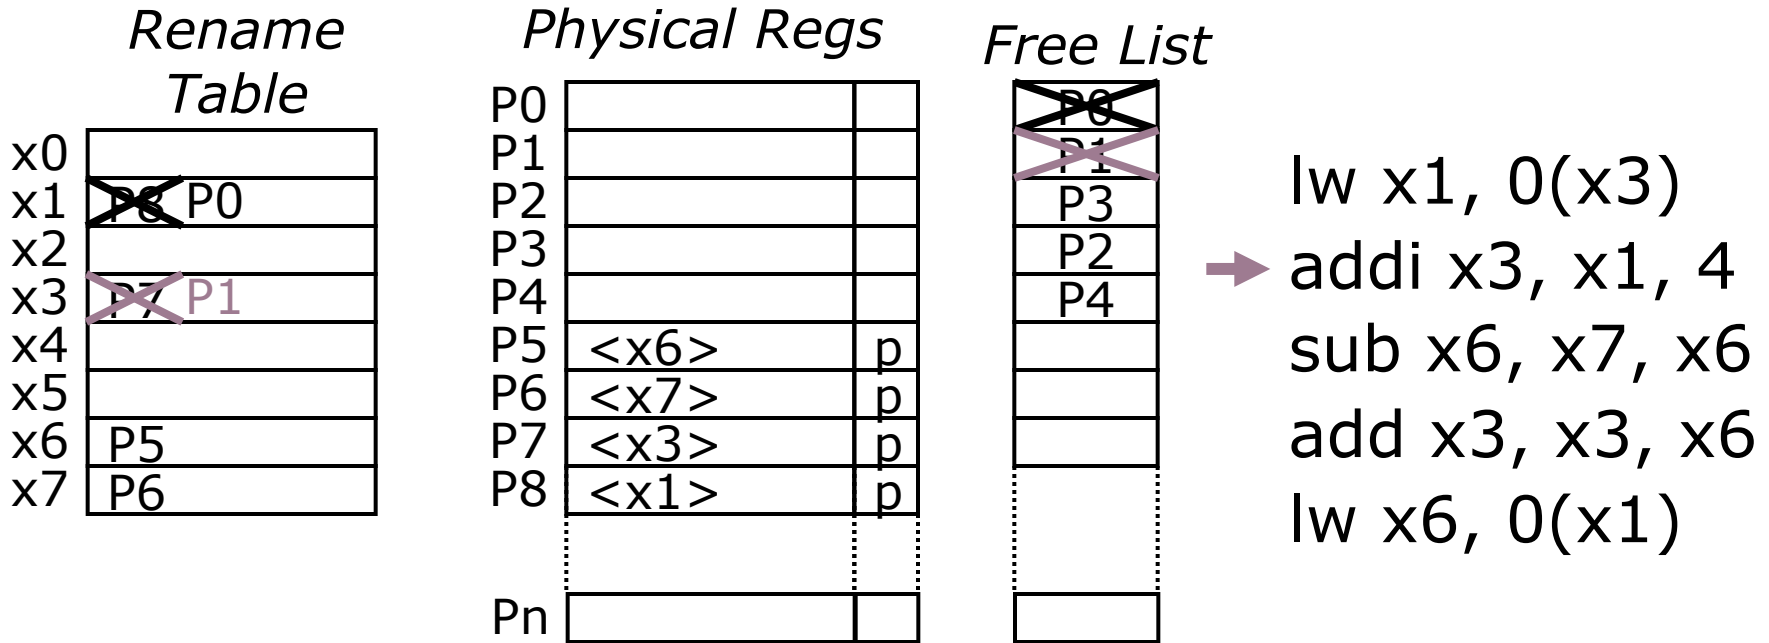 Rename
Table
x0
x1 P8 P0
x2
x3 P7 P1
x4
x5
x6 P5
x7 P6
Physical Regs
P0
P1
P2
P3
P4
P5 <x6> p
P6 <x7> p
P7 <x3> p
P8 <x1> p
Pn
Free List
P0
P1
P3
P2
P4
lw x1, 0(x3)
addi x3, x1, 4
sub x6, x7, x6
add x3, x3, x6
lw x6, 0(x1)